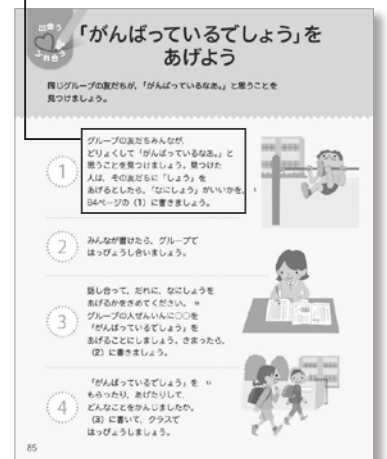 出会う
ふれ合う
「がんばっているでしょう」を
あげよう
同じグループの友だちが、「がんばっているなあ。」と思うことを
見つけましょう。
1
グループの友だちみんなが、
どりょくして「がんばっているなあ。」と
思うことを見つけましょう。見つけた
人は、その友だちに「しょう」を
あげるとしたら、「なにしょう」がいいかを、
84ページの(1)に書きましょう。
5
2
みんなが書けたら、グループで
はっぴょうし合いましょう。
3
話し合って、だれに、なにしょうを
あげるかをきめてください。
10
グループの人ぜんいんに○○を
「がんばっているでしょう」を
あげることにしましょう。きまったら、
(2)に書きましょう。
4
「がんばっているでしょう」を
15
もらったり、あげたりして、
どんなことをかんじましたか。
(3)に書いて、クラスで
はっぴょうしましょう。
85